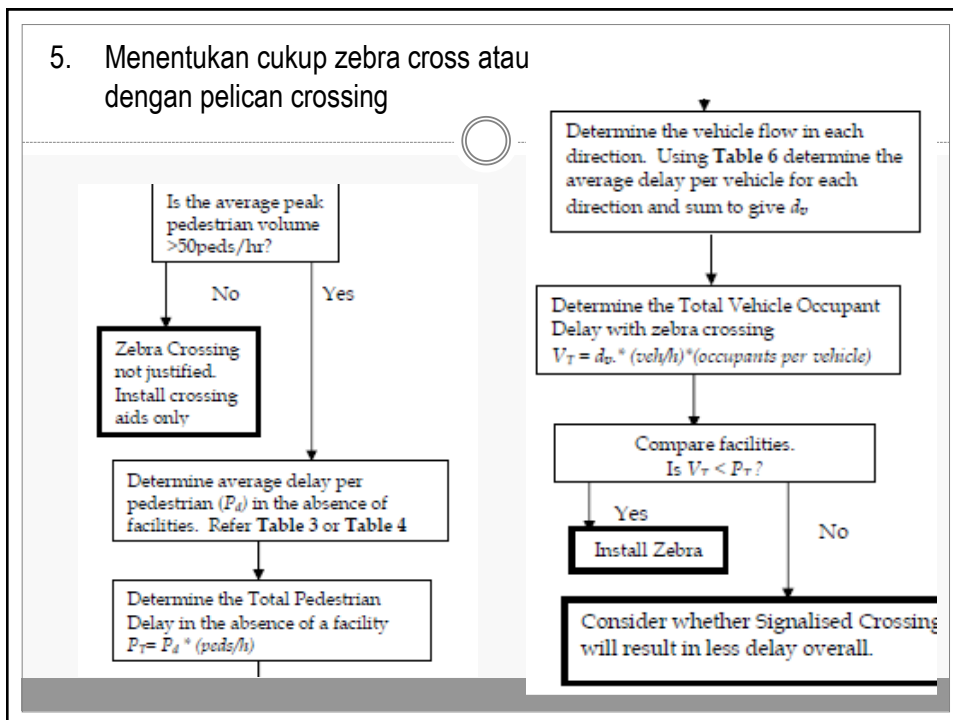 5. Menentukan cukup zebra cross atau
dengan pelican crossing
Is the average peak
pedestrian volume
>50peds/hr?
No
Yes
Zebra Crossing
not justified.
Install crossing
aids only
Determine average delay per
pedestrian (Pd) in the absence of
facilities. Refer Table 3 or Table 4
Determine the Total Pedestrian
Delay in the absence of a facility
PT= Pd * (peds/h)
Determine the vehicle flow in each
direction. Using Table 6 determine the
average delay per vehicle for each
direction and sum to give dv
Determine the Total Vehicle Occupant
Delay with zebra crossing
VT = dv.* (veh/h)*(occupants per vehicle)
Compare facilities.
Is VT < PT?
Yes
No
Install Zebra
Consider whether Signalised Crossing
will result in less delay overall.